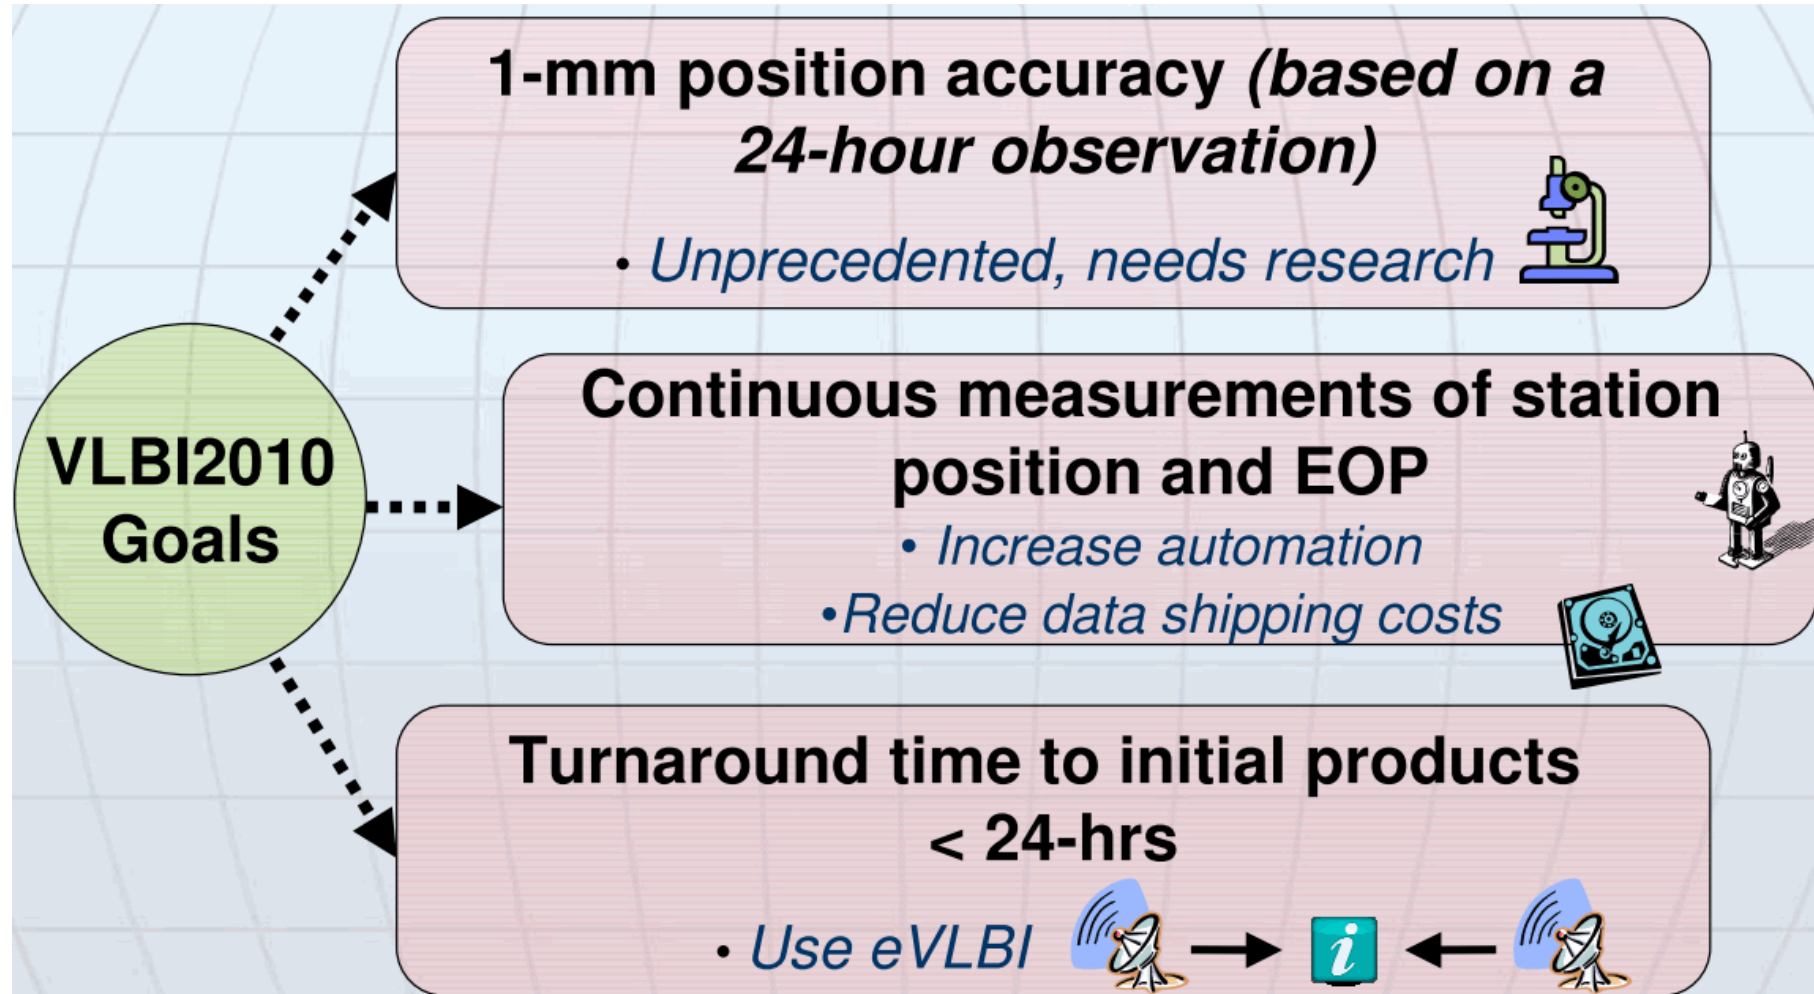 1-mm position accuracy (based on a
24-hour observation)
• Unprecedented, needs research
VLBI2010
Goals
Continuous measurements of station
position and EOP
• Increase automation
•Reduce data shipping costs
Turnaround time to initial products
< 24-hrs
• Use eVLBI
i